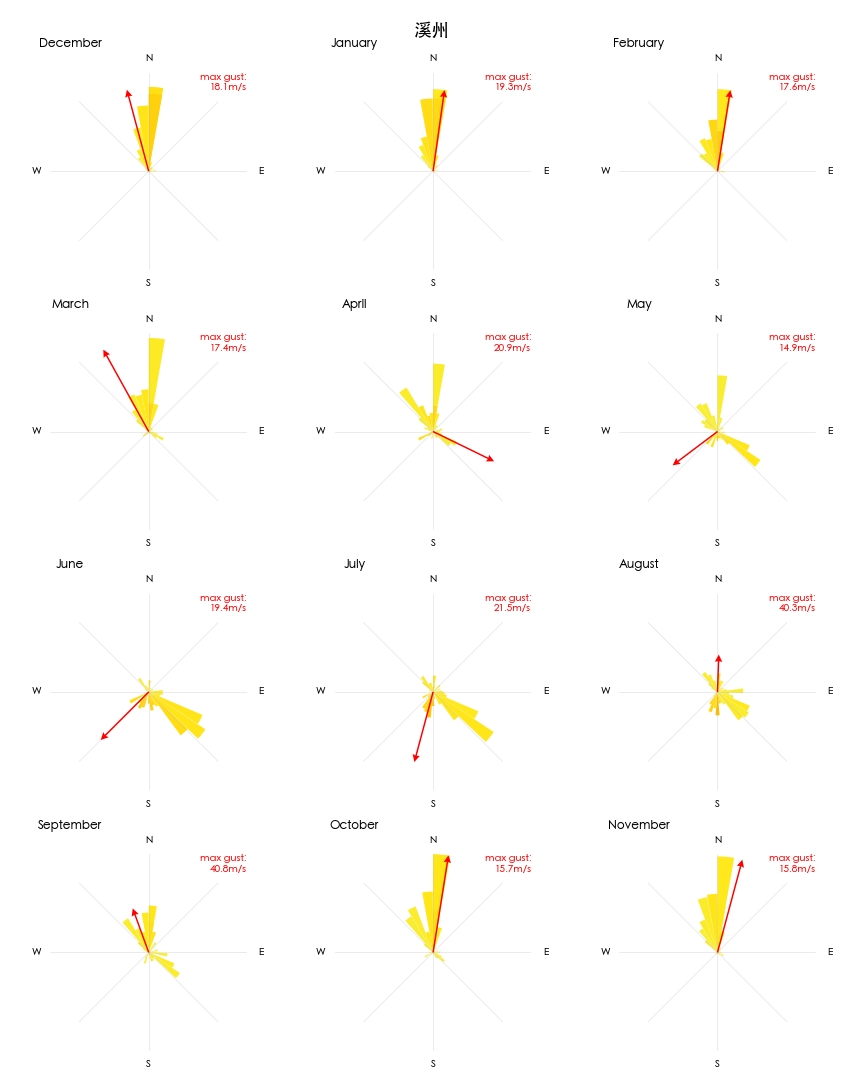 溪州
December
N
max gust:
18.1m/s
W
E
S
January
N
max gust:
19.3m/s
W
E
S
February
N
max gust:
17.6m/s
W
E
S
March
N
max gust:
17.4m/s
W
E
S
April
N
max gust:
20.9m/s
W
E
S
May
N
max gust:
14.9m/s
W
E
S
June
N
max gust:
19.4m/s
W
E
S
July
N
max gust:
21.5m/s
W
E
S
August
N
max gust:
40.3m/s
W
E
S
September
N
max gust:
40.8m/s
W
E
S
October
N
max gust:
15.7m/s
W
E
S
November
N
max gust:
15.8m/s
W
E
S